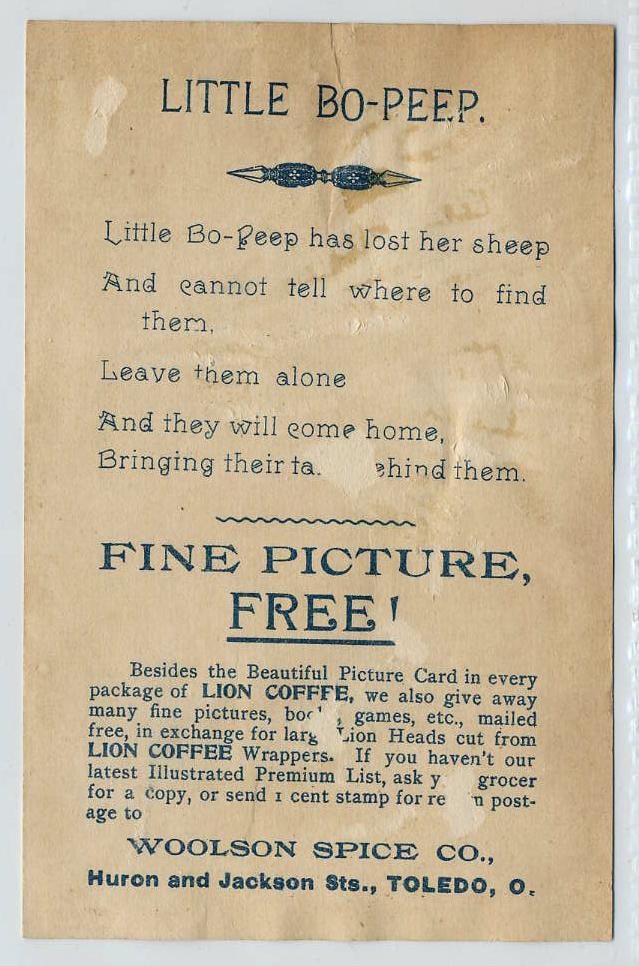 LITTLE BO-PEEP.
Little Bo-Peep has lost her sheep
And cannot tell where to find
them,
Leave them alone
And they will come home,
Bringing their them.
FINE PICTURE,
FREE!
Besides the Beautiful Picture Card in every
package of LION COFFEE, we also give away
many fine pictures, games, etc., mailed
free, in exchange for Lion Heads cut from
LION COFFEE Wrappers. If you haven't our
latest Illustrated Premium List, ask grocer
for a copy, or send 1 cent stamp for post-
age to
WOOLSON SPICE CO.,
Huron and Jackson Sts., TOLEDO, O.